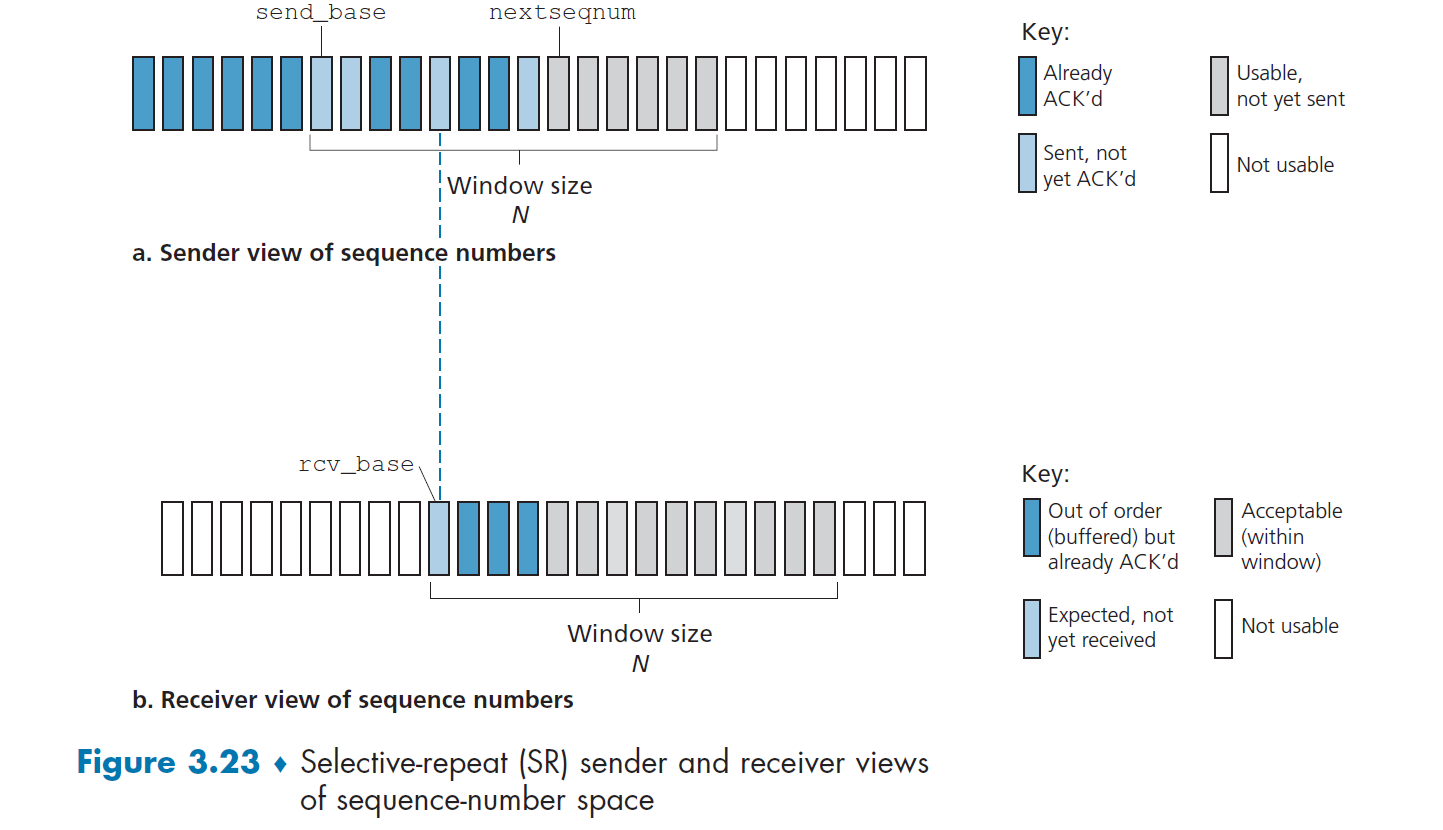 send_base
nextseqnum
Key:
Already
ACK’d
Usable,
not yet sent
Sent, not
yet ACK’d
Not usable
Window size
N
a. Sender view of sequence numbers
rcv_base
Key:
Out of order
(buffered) but
already ACK’d
Acceptable
(within
window)
Expected, not
yet received
Not usable
Window size
N
b. Receiver view of sequence numbers
Figure 3.23 ♦ Selective-repeat (SR) sender and receiver views
of sequence-number space